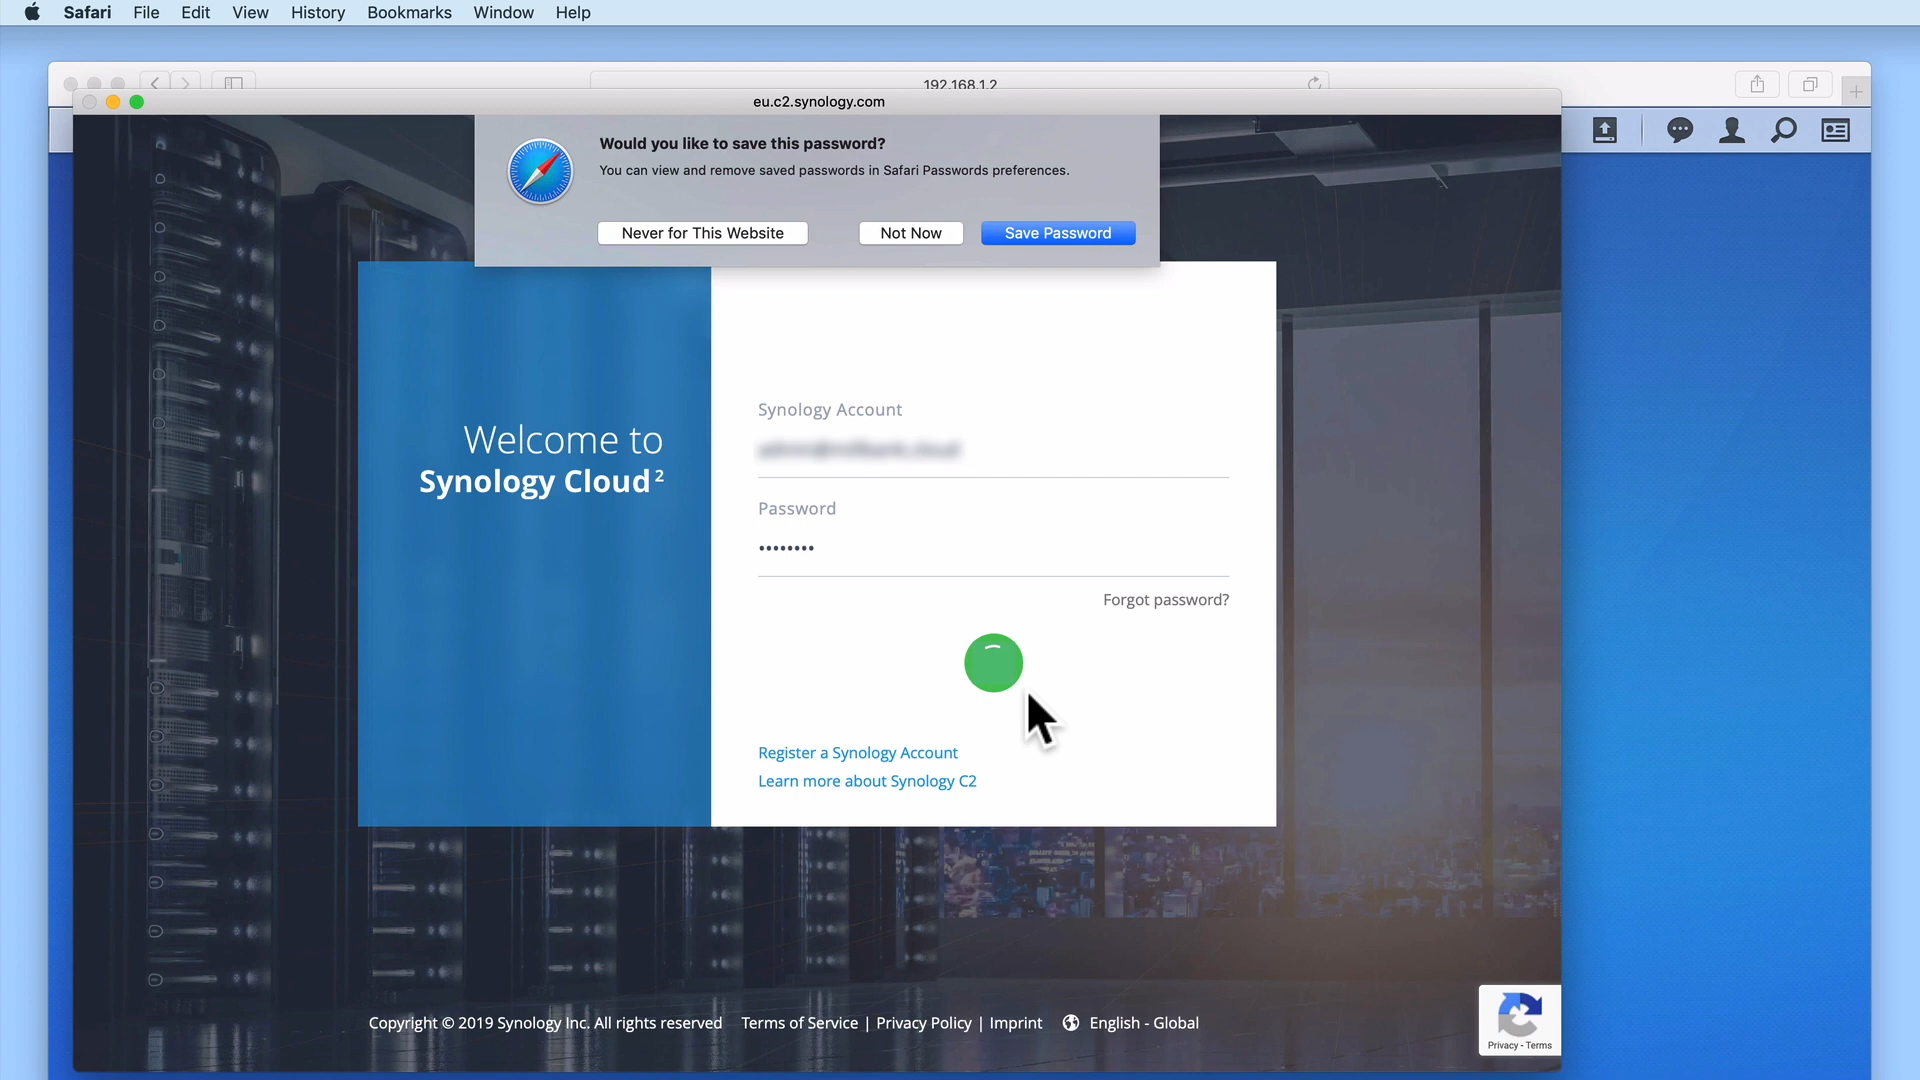 Safari File Edit View History Bookmarks Window Help
192.168.1.2
eu.c2.synology.com
Would you like to save this password?
You can view and remove saved passwords in Safari Passwords preferences.
Never for This Website Not Now Save Password
Welcome to
Synology Cloud²
Synology Account
Password
••••••••
Forgot password?
Register a Synology Account
Learn more about Synology C2
Copyright © 2019 Synology Inc. All rights reserved Terms of Service | Privacy Policy | Imprint English - Global
Privacy - Terms